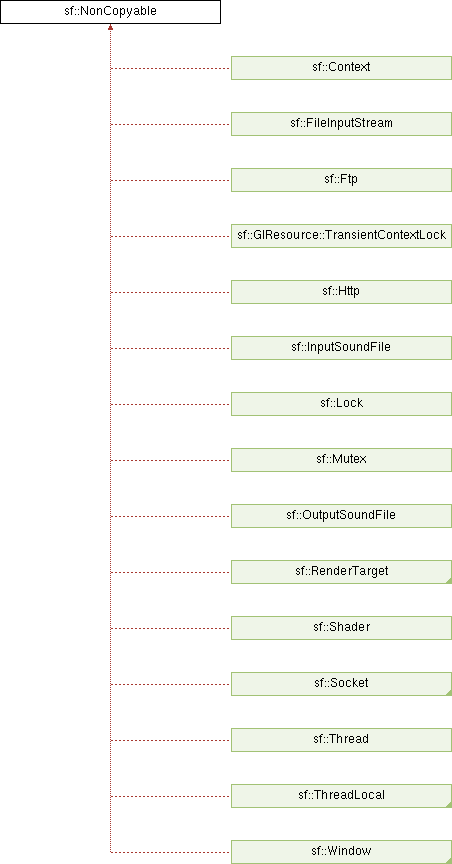 sf::NonCopyable
sf::Context
sf::FileInputStream
sf::Ftp
sf::GlResource::TransientContextLock
sf::Http
sf::InputSoundFile
sf::Lock
sf::Mutex
sf::OutputSoundFile
sf::RenderTarget
sf::Shader
sf::Socket
sf::Thread
sf::ThreadLocal
sf::Window